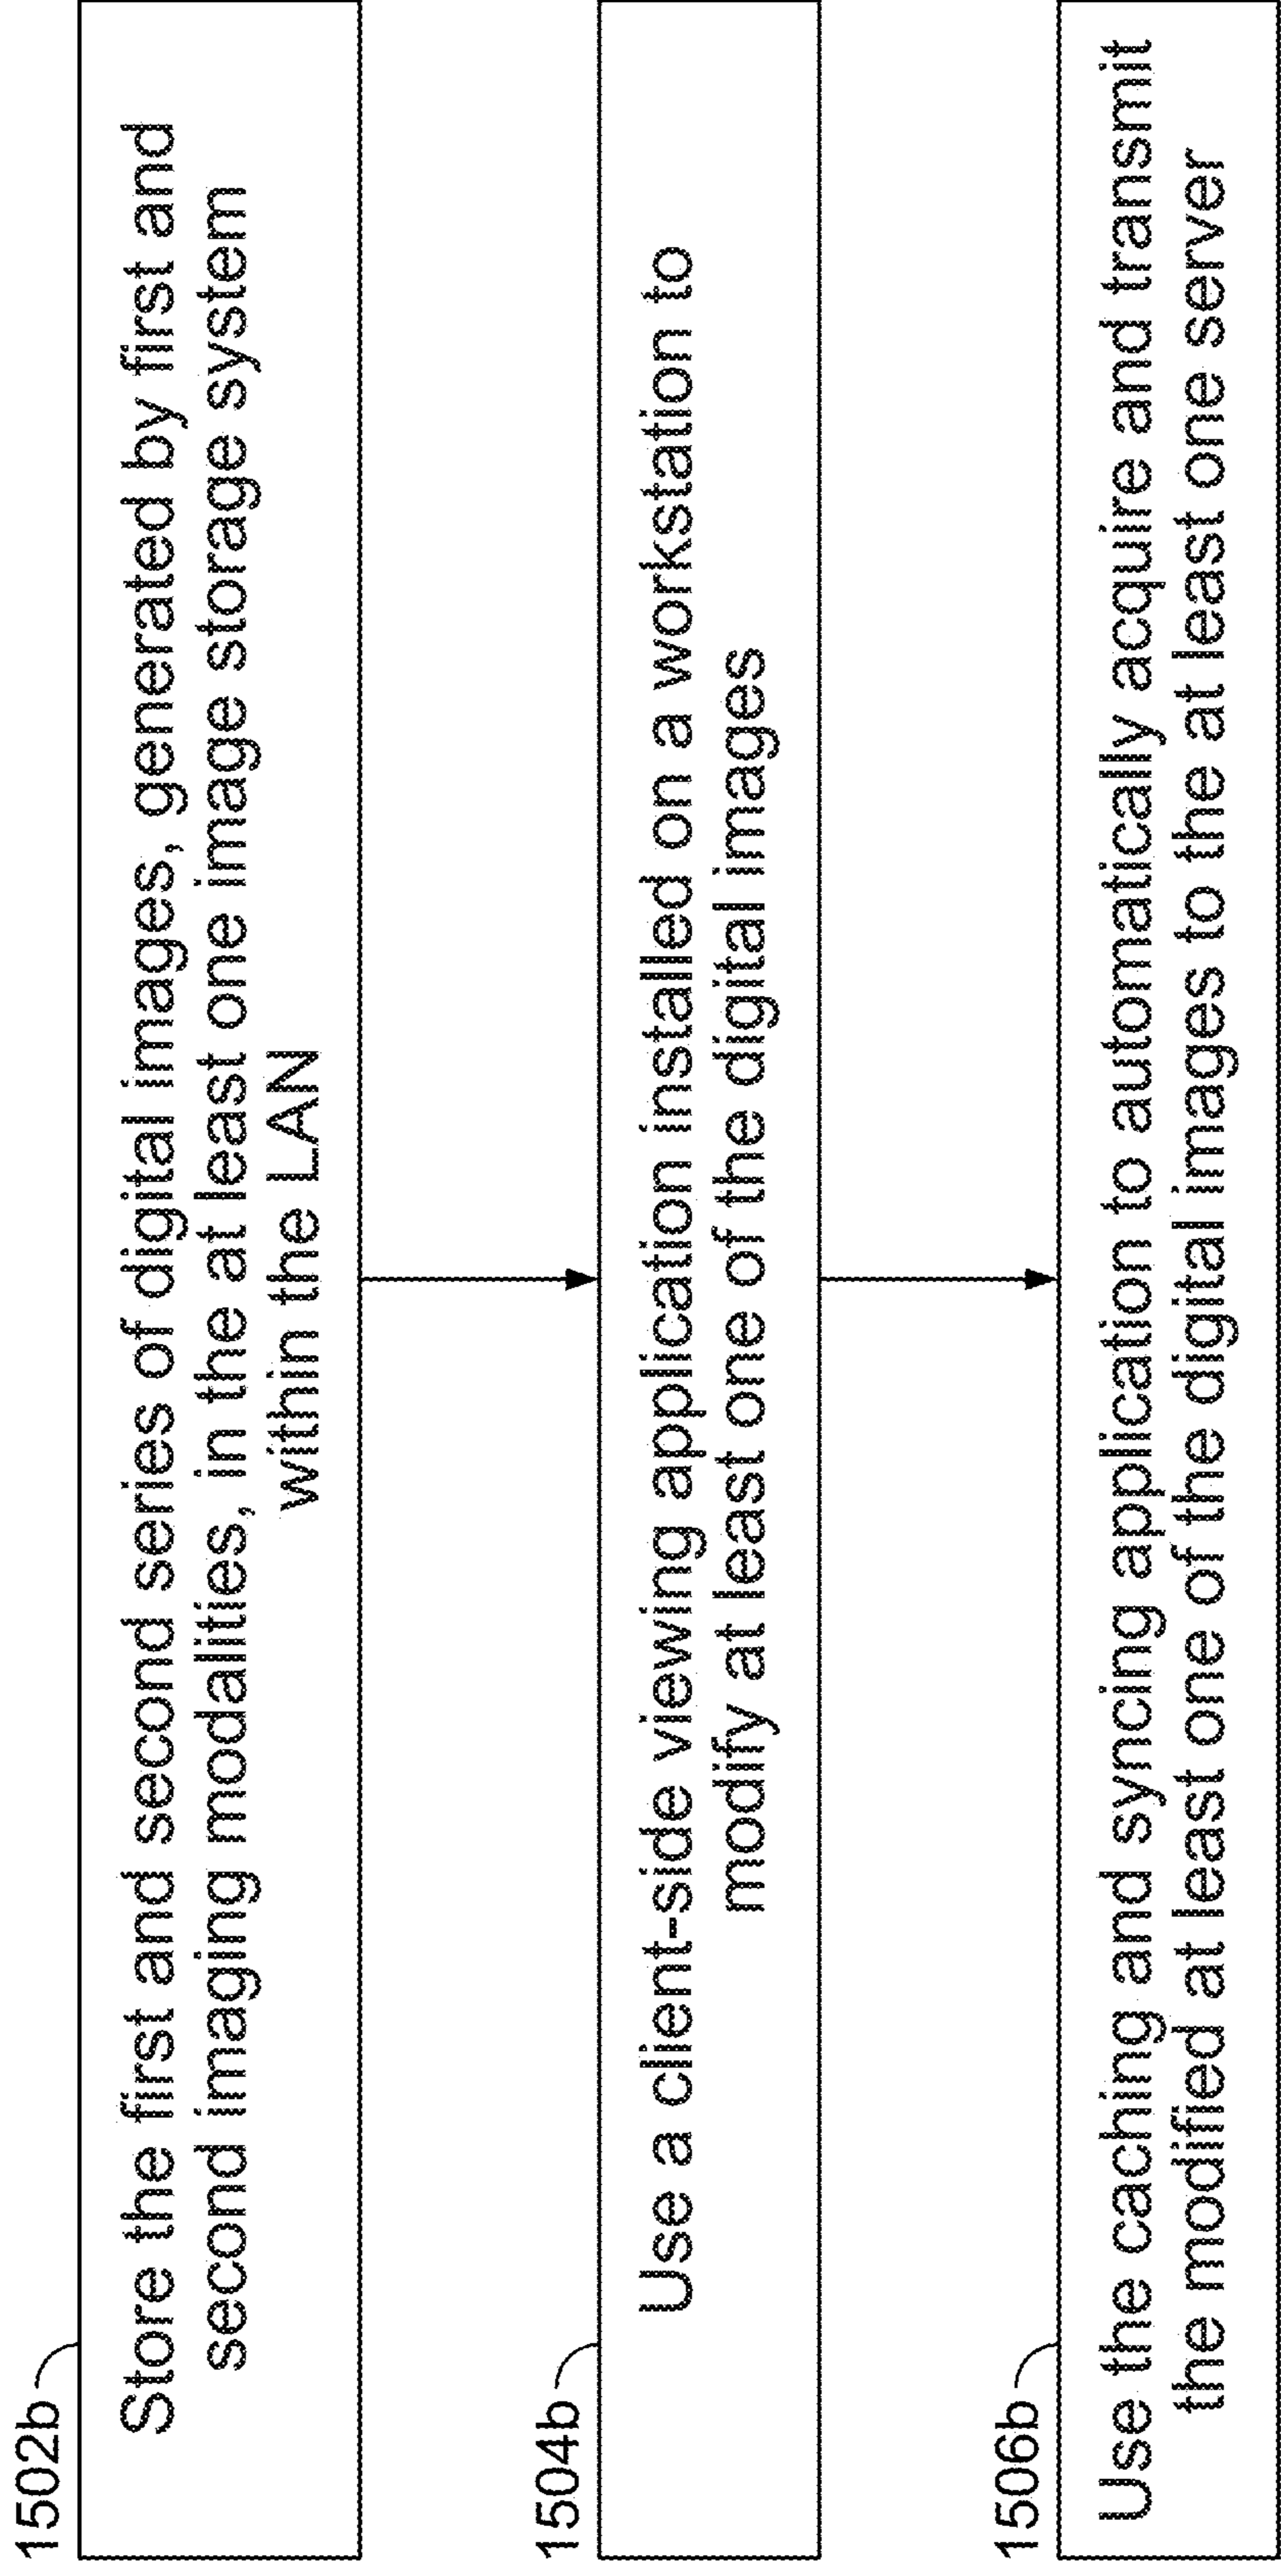 1502b
Store the first and second series of digital images, generated by first and
second imaging modalities, in the at least one image storage system
within the LAN
1504b
Use a client-side viewing application installed on a workstation to
modify at least one of the digital images
1506b
Use the caching and syncing application to automatically acquire and transmit
the modified at least one of the digital images to the at least one server